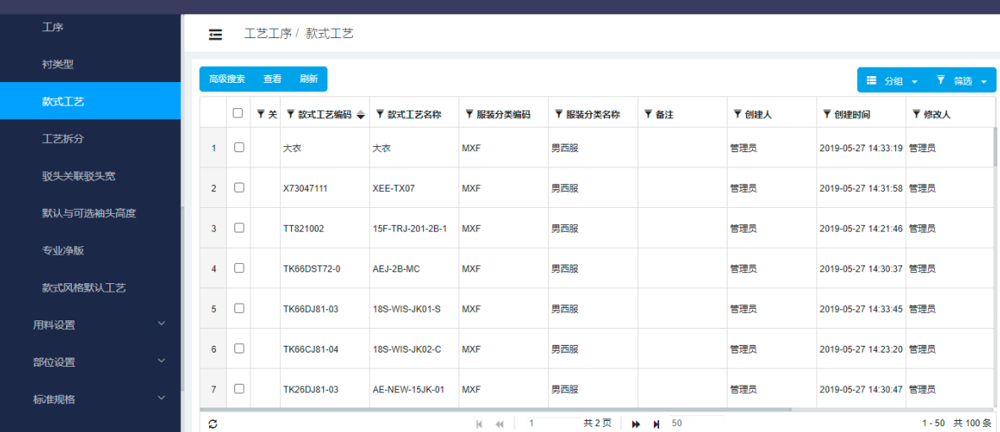 工序
衬类型
款式工艺
工艺拆分
驳头关联驳头宽
默认与可选袖头高度
专业净版
款式风格默认工艺
用料设置
部位设置
标准规格
工艺工序 / 款式工艺
高级搜索 查看 刷新 分组 筛选
关 款式工艺编码 款式工艺名称 服装分类编码 服装分类名称 备注 创建人 创建时间 修改人
1 大衣 大衣 MXF 男西服 管理员 2019-05-27 14:33:19 管理员
2 X73047111 XEE-TX07 MXF 男西服 管理员 2019-05-27 14:31:58 管理员
3 TT821002 15F-TRJ-201-2B-1 MXF 男西服 管理员 2019-05-27 14:21:46 管理员
4 TK66DST72-0 AEJ-2B-MC MXF 男西服 管理员 2019-05-27 14:30:37 管理员
5 TK66DJ81-03 18S-WIS-JK01-S MXF 男西服 管理员 2019-05-27 14:33:45 管理员
6 TK66CJ81-04 18S-WIS-JK02-C MXF 男西服 管理员 2019-05-27 14:23:20 管理员
7 TK26DJ81-03 AE-NEW-15JK-01 MXF 男西服 管理员 2019-05-27 14:30:47 管理员
1 共 2 页 50 1 - 50 共 100 条